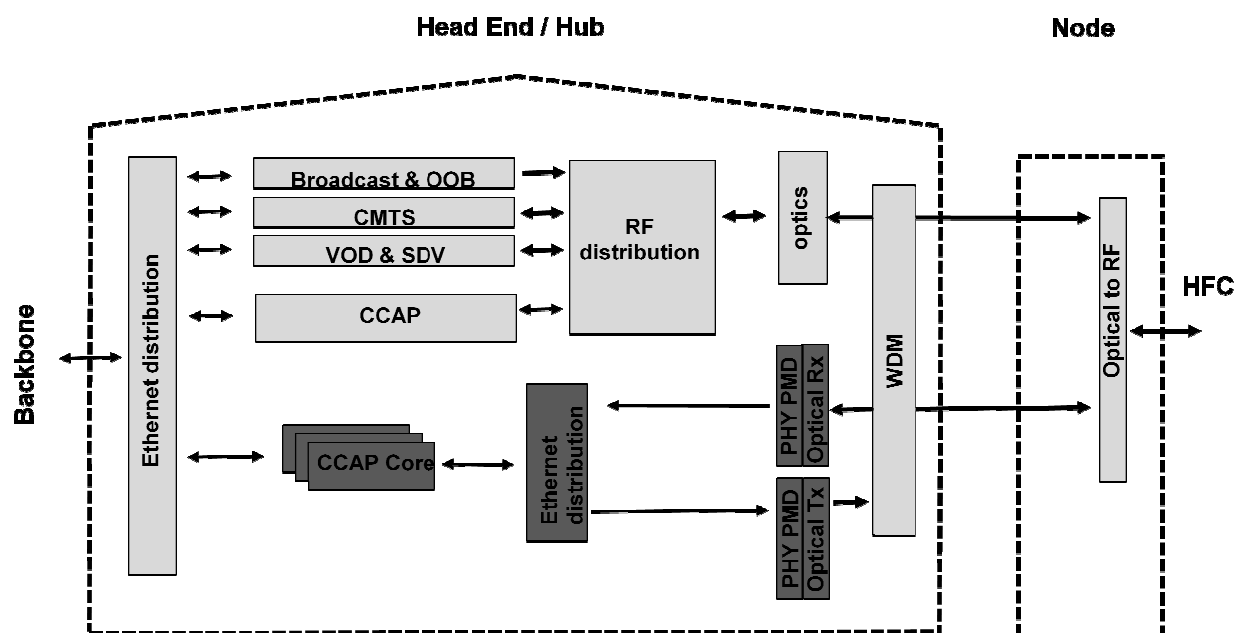 Head End / Hub
Node
Broadcast & OOB
CMTS
VOD & SDV
CCAP
RF
distribution
optics
Ethernet distribution
Backbone
WDM
Optical to RF
HFC
CCAP Core
Ethernet
distribution
PHY PMD
Optical Rx
PHY PMD
Optical Tx